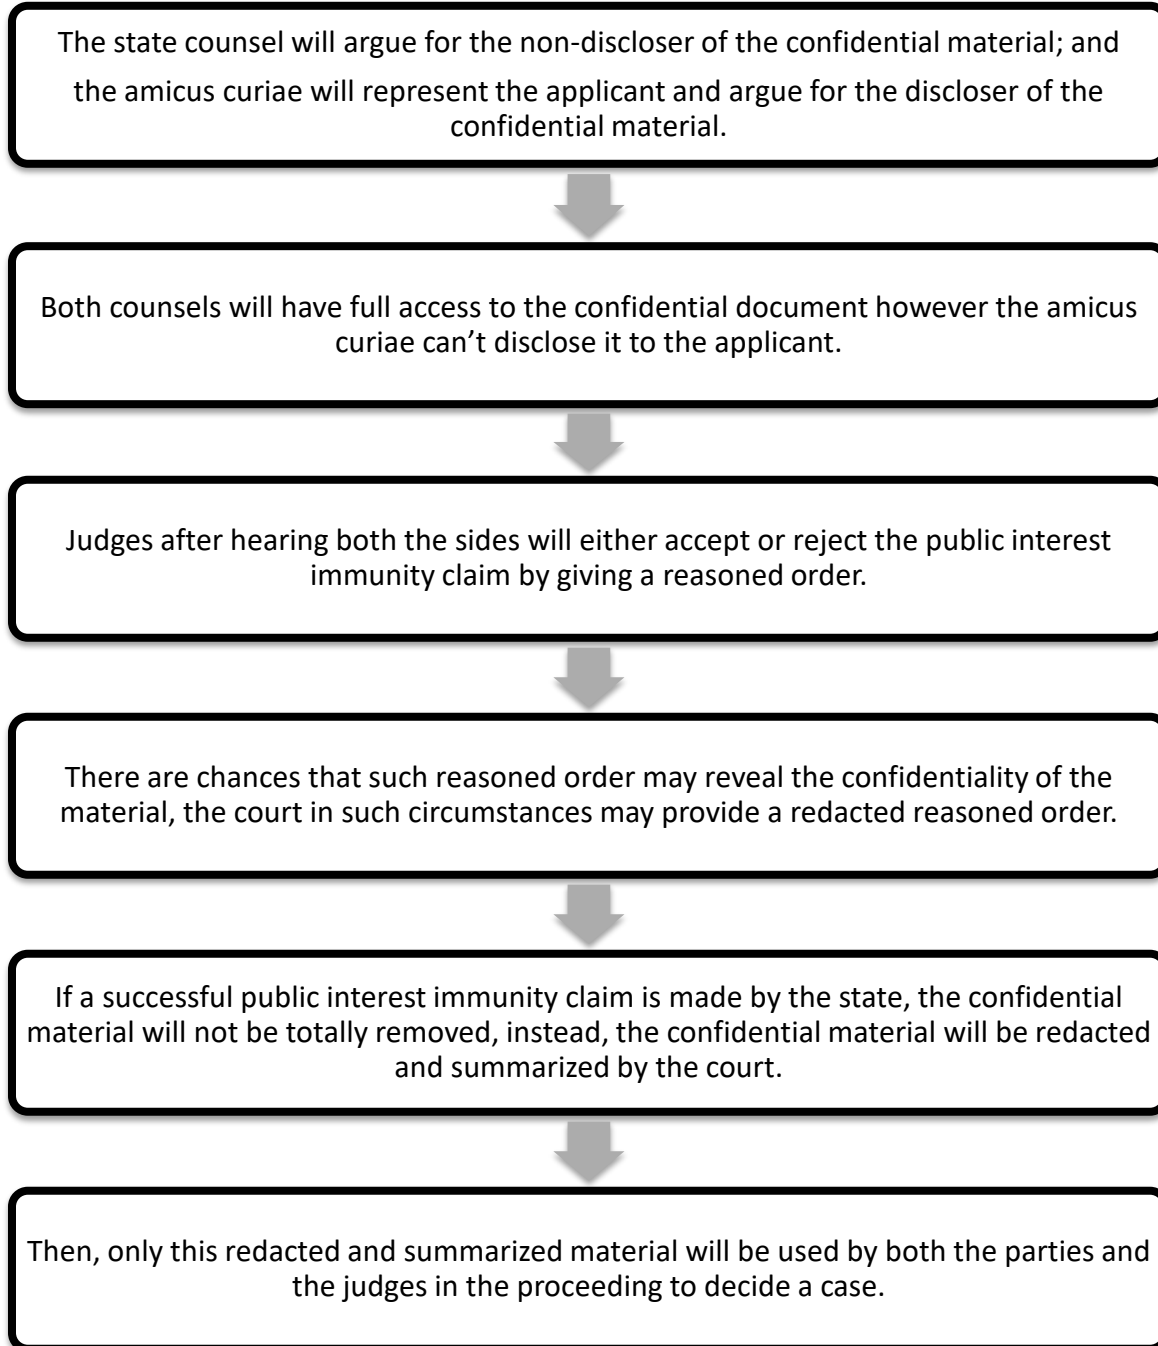 The state counsel will argue for the non-discloser of the confidential material; and
the amicus curiae will represent the applicant and argue for the discloser of the
confidential material.
Both counsels will have full access to the confidential document however the amicus
curiae can’t disclose it to the applicant.
Judges after hearing both the sides will either accept or reject the public interest
immunity claim by giving a reasoned order.
There are chances that such reasoned order may reveal the confidentiality of the
material, the court in such circumstances may provide a redacted reasoned order.
If a successful public interest immunity claim is made by the state, the confidential
material will not be totally removed, instead, the confidential material will be redacted
and summarized by the court.
Then, only this redacted and summarized material will be used by both the parties and
the judges in the proceeding to decide a case.